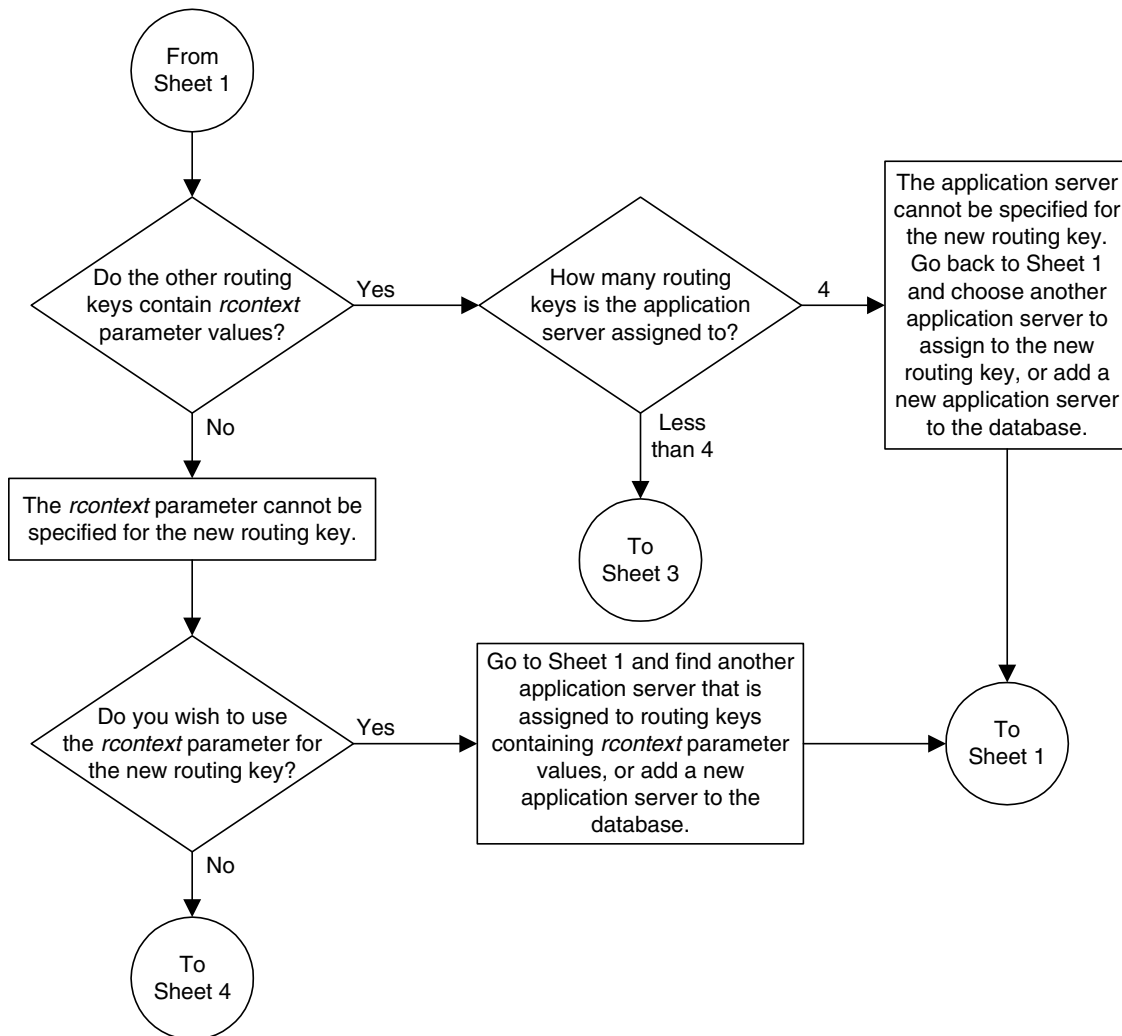 From
Sheet 1
Do the other routing
keys contain rcontext
parameter values?
Yes
How many routing
keys is the application
server assigned to?
4
The application server
cannot be specified for
the new routing key.
Go back to Sheet 1
and choose another
application server to
assign to the new
routing key, or add a
new application server
to the database.
No
Less
than 4
The rcontext parameter cannot be
specified for the new routing key.
To
Sheet 3
Do you wish to use
the rcontext parameter for
the new routing key?
Yes
Go to Sheet 1 and find another
application server that is
assigned to routing keys
containing rcontext parameter
values, or add a new
application server to the
database.
To
Sheet 1
No
To
Sheet 4